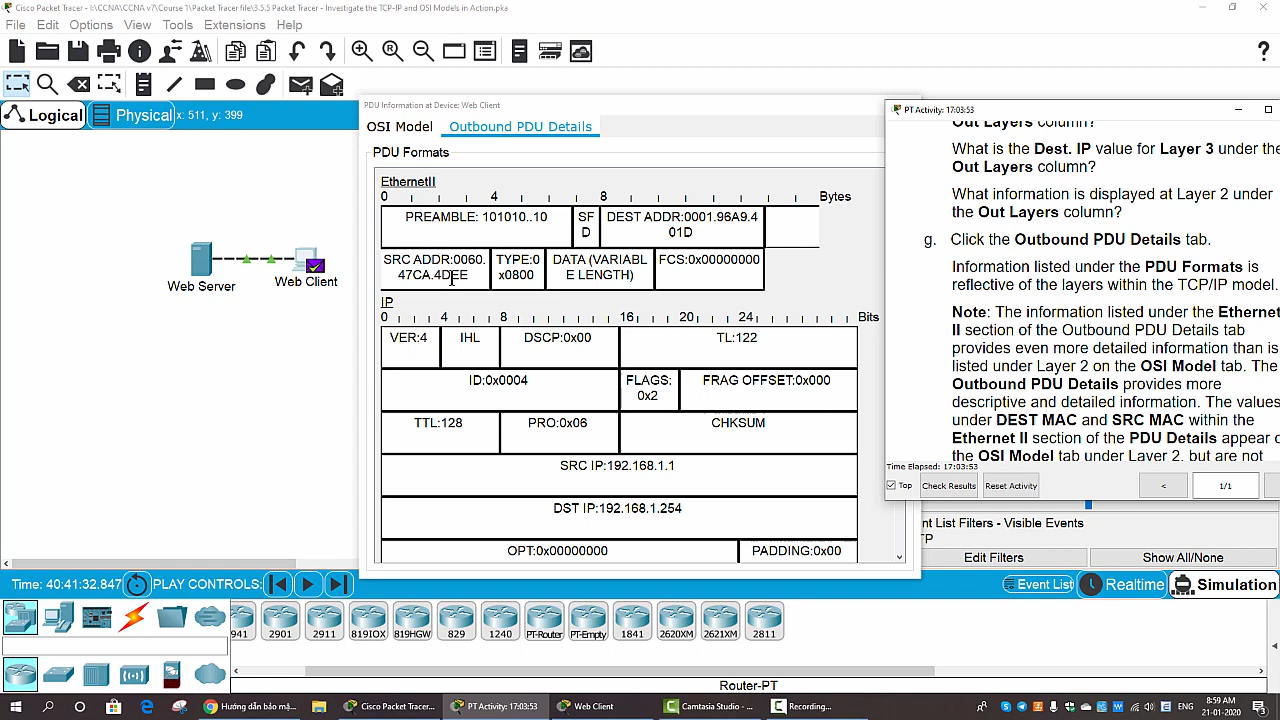 Cisco Packet Tracer - I:\CCNA\CCNA v7\Course 1\Packet Tracer file\3.5.5 Packet Tracer - Investigate the TCP-IP and OSI Models in Action.pka
File Edit Options View Tools Extensions Help
?
Logical Physical x: 511, y: 399
PDU Information at Device: Web Client
OSI Model Outbound PDU Details
PDU Formats
EthernetII
0 4 8 Bytes
PREAMBLE: 101010..10
SF
D
DEST ADDR:0001.96A9.4
01D
SRC ADDR:0060.
47CA.4DEE
TYPE:0
x0800
DATA (VARIABL
E LENGTH)
FCS:0x00000000
IP
0 4 8 16 20 24 Bits
VER:4 IHL DSCP:0x00 TL:122
ID:0x0004
FLAGS:
0x2
FRAG OFFSET:0x000
TTL:128 PRO:0x06 CHKSUM
SRC IP:192.168.1.1
DST IP:192.168.1.254
OPT:0x00000000 PADDING:0x00
Web Server
Web Client
PT Activity: 17:03:53
Out Layers column?
What is the Dest. IP value for Layer 3 under the
Out Layers column?
What information is displayed at Layer 2 under
the Out Layers column?
g. Click the Outbound PDU Details tab.
Information listed under the PDU Formats is
reflective of the layers within the TCP/IP model.
Note: The information listed under the Etherne
II section of the Outbound PDU Details tab
provides even more detailed information than is
listed under Layer 2 on the OSI Model tab. The
Outbound PDU Details provides more
descriptive and detailed information. The values
under DEST MAC and SRC MAC within the
Ethernet II section of the PDU Details appear o
the OSI Model tab under Layer 2, but are not
Time Elapsed: 17:03:53
Top Check Results Reset Activity < 1/1
nt List Filters - Visible Events
TP
Edit Filters Show All/None
Time: 40:41:32.847 PLAY CONTROLS: Event List Realtime Simulation
941 2901 2911 819IOX 819HGW 829 1240 PT-Router PT-Empty 1841 2620XM 2621XM 2811
Router-PT
Hướng dẫn bảo mậ... Cisco Packet Tracer... PT Activity: 17:03:53 Web Client Camtasia Studio - ... Recording...
8:59 AM
21-01-2020